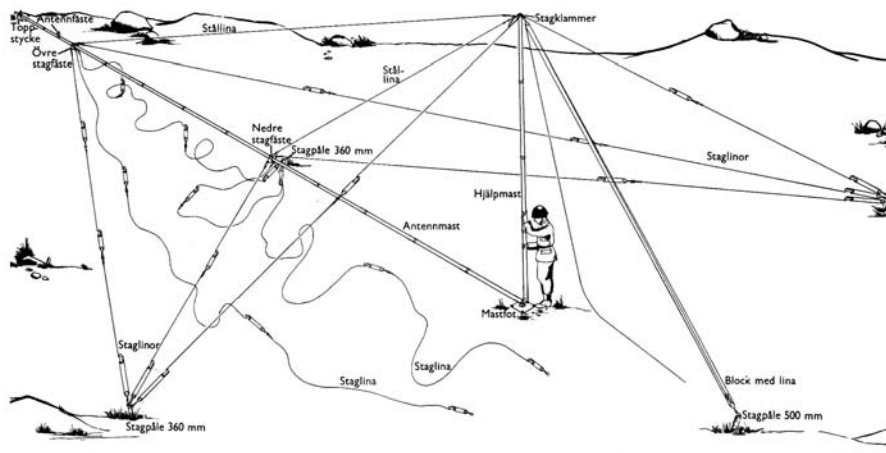 Antennfäste
Topp-
stycke
Övre
stagfäste
Stållina
Stagklammer
Stål-
lina
Nedre
stagfäste
Stagpåle 360 mm
Staglinor
Hjälpmast
Antennmast
Mastfot
Staglinor
Staglina
Staglina
Block med lina
Stagpåle 360 mm
Stagpåle 500 mm